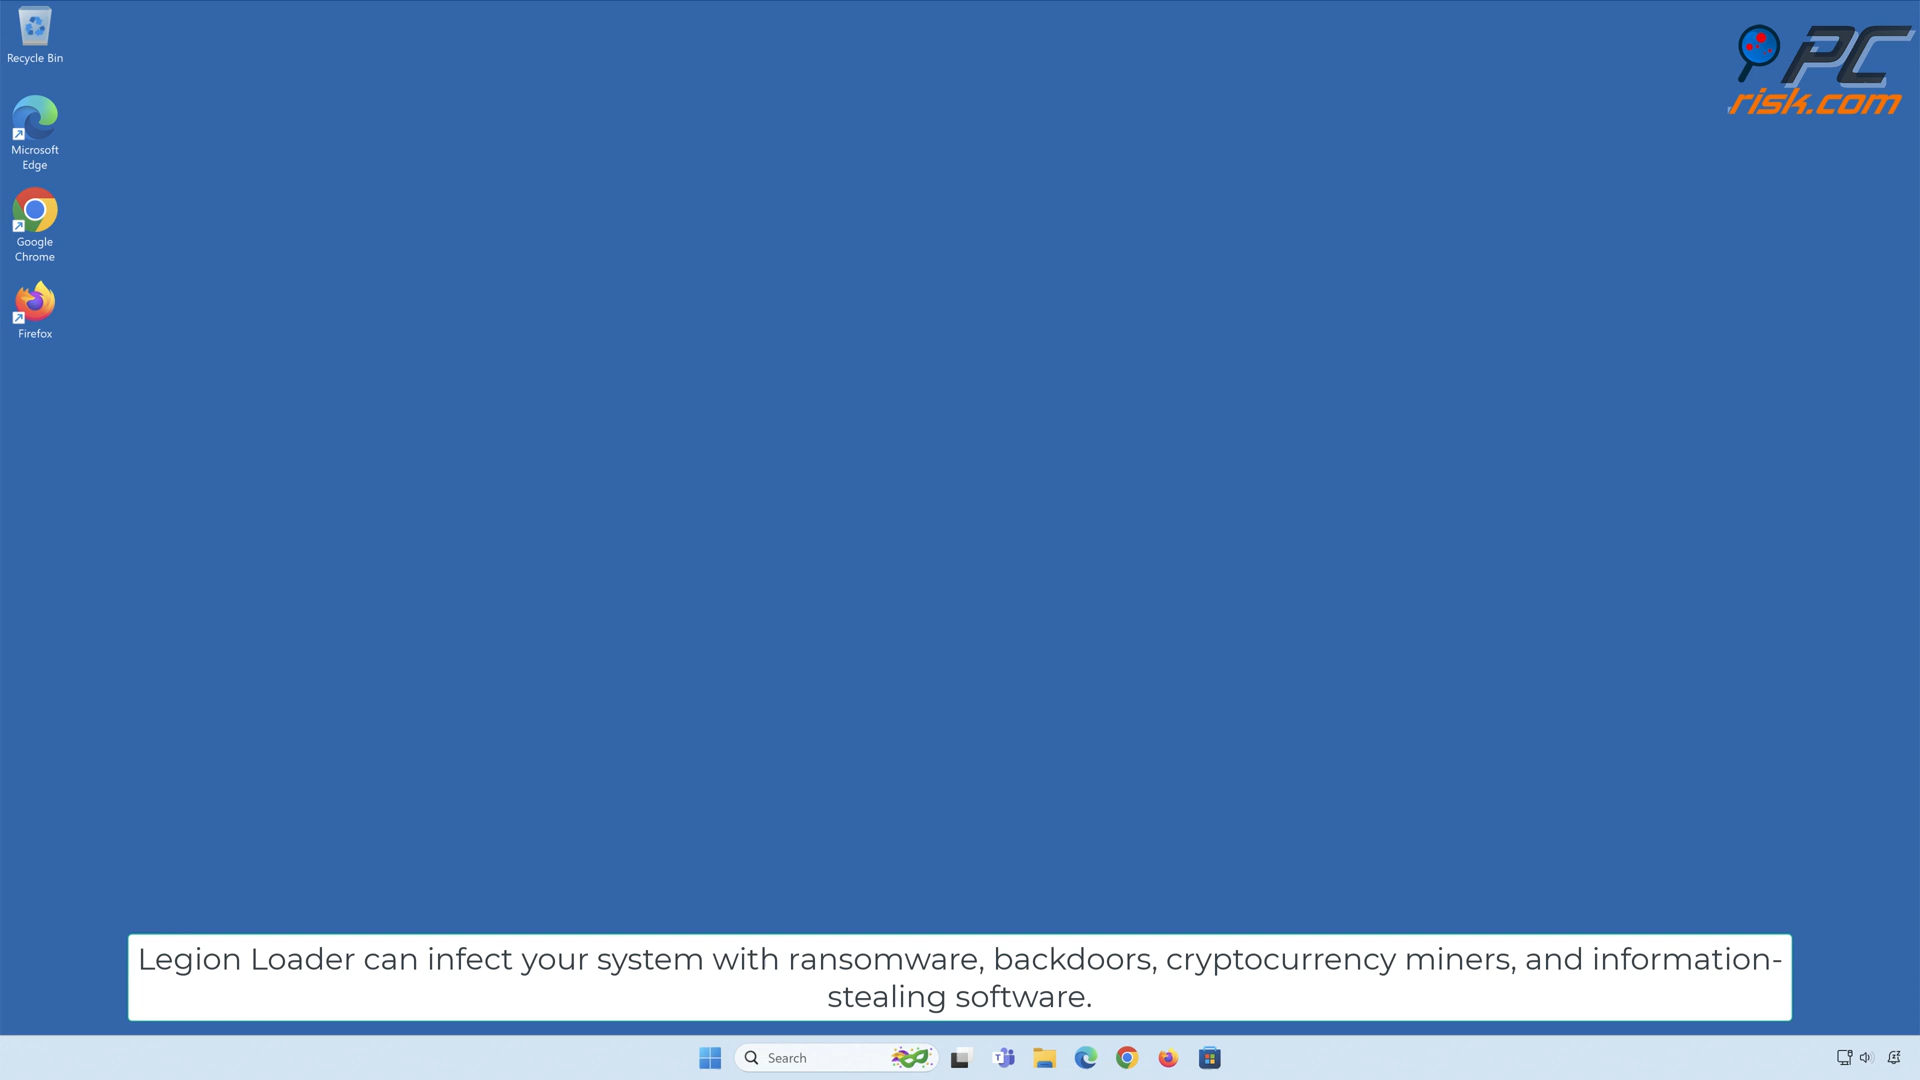 Recycle Bin
PC
risk.com
Microsoft
Edge
Google
Chrome
Firefox
Legion Loader can infect your system with ransomware, backdoors, cryptocurrency miners, and information-
stealing software.
Search